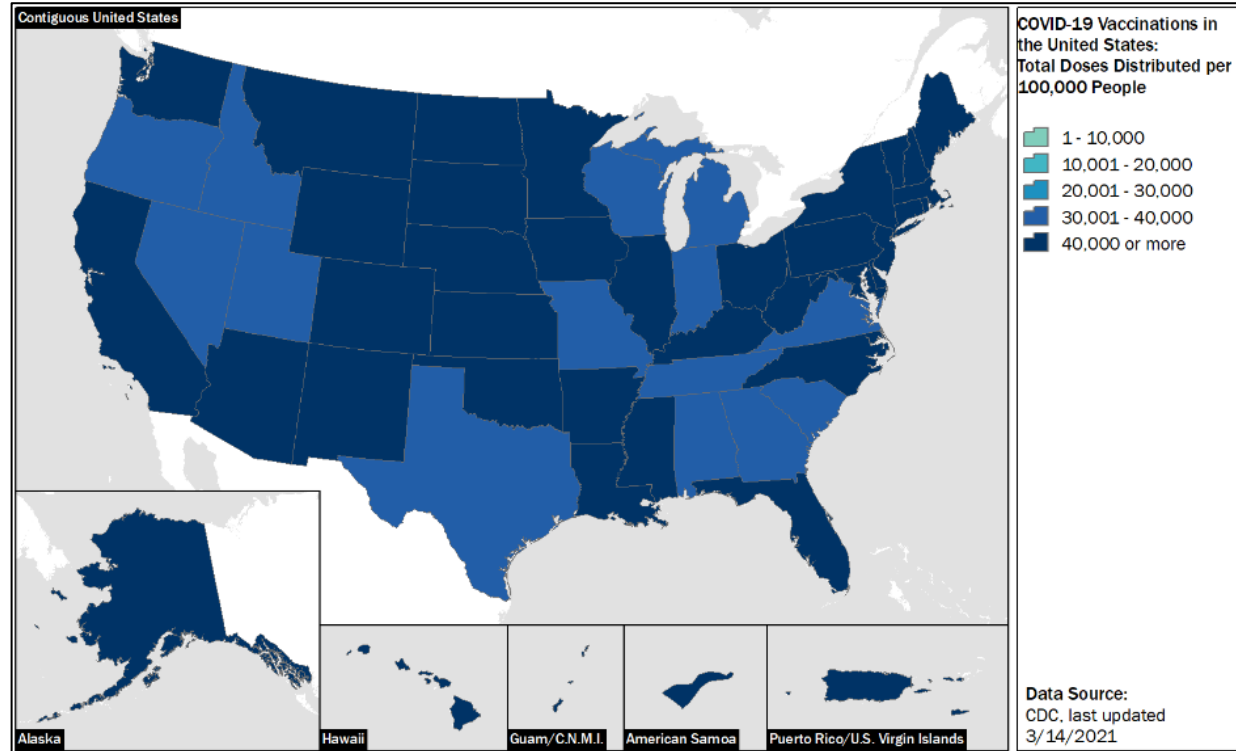 Contiguous United States
COVID-19 Vaccinations in
the United States:
Total Doses Distributed per
100,000 People
1 - 10,000
10,001 - 20,000
20,001 - 30,000
30,001 - 40,000
40,000 or more
Alaska
Hawaii
Guam/C.N.M.I.
American Samoa
Puerto Rico/U.S. Virgin Islands
Data Source:
CDC, last updated
3/14/2021